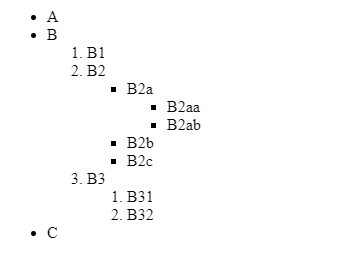 • A
• B
1. B1
2. B2
▪ B2a
▪ B2aa
▪ B2ab
▪ B2b
▪ B2c
3. B3
1. B31
2. B32
• C